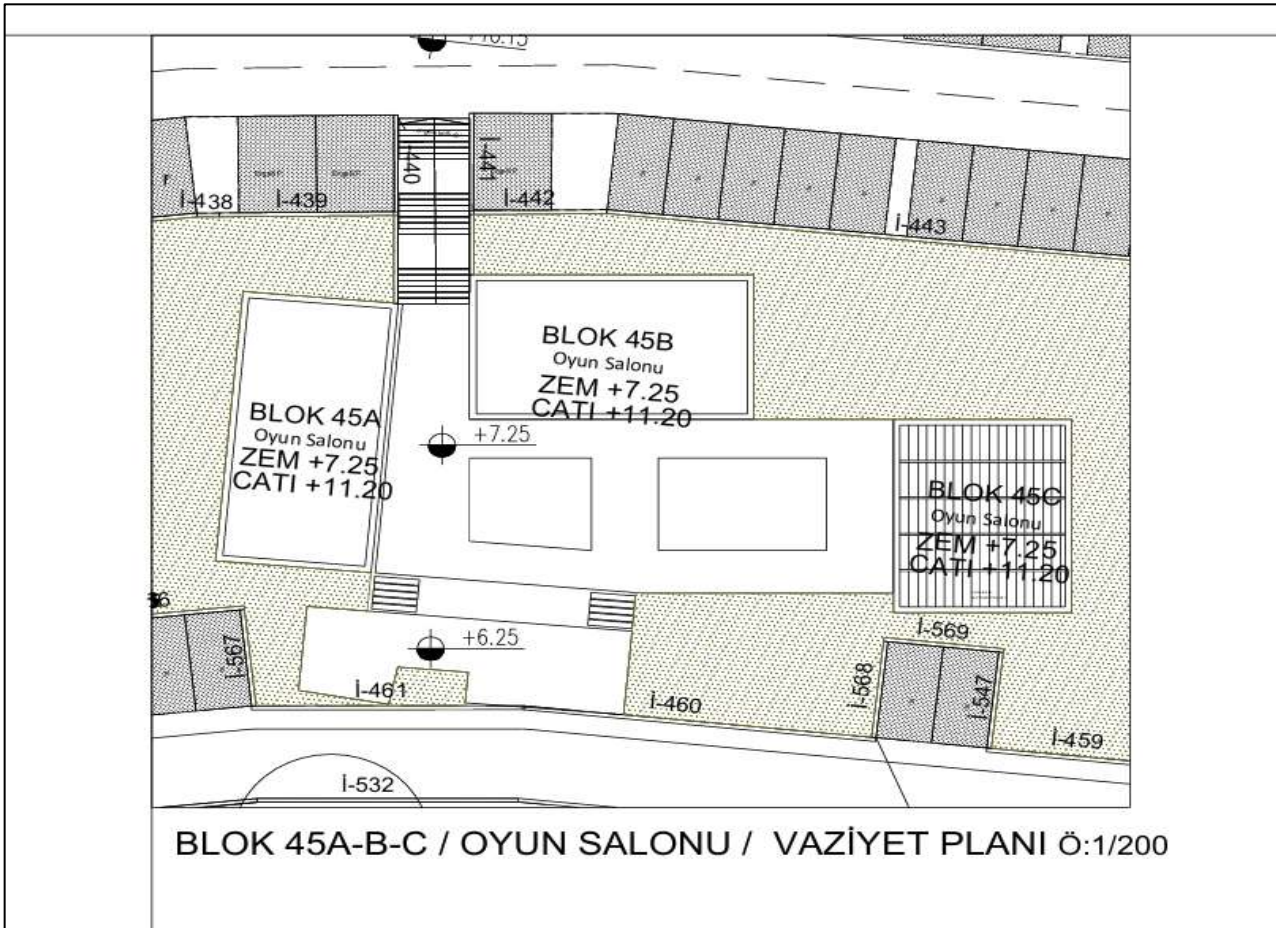 İ-440
İ-441
İ-438
İ-439
İ-442
İ-443
BLOK 45B
Oyun Salonu
ZEM +7.25
CATI +11.20
BLOK 45A
Oyun Salonu
ZEM +7.25
CATI +11.20
+7.25
BLOK 45C
Oyun Salonu
ZEM +7.25
CATI +11.20
+6.25
İ-567
İ-569
İ-568
İ-547
İ-461
İ-460
İ-459
İ-532
BLOK 45A-B-C / OYUN SALONU / VAZİYET PLANI Ö:1/200